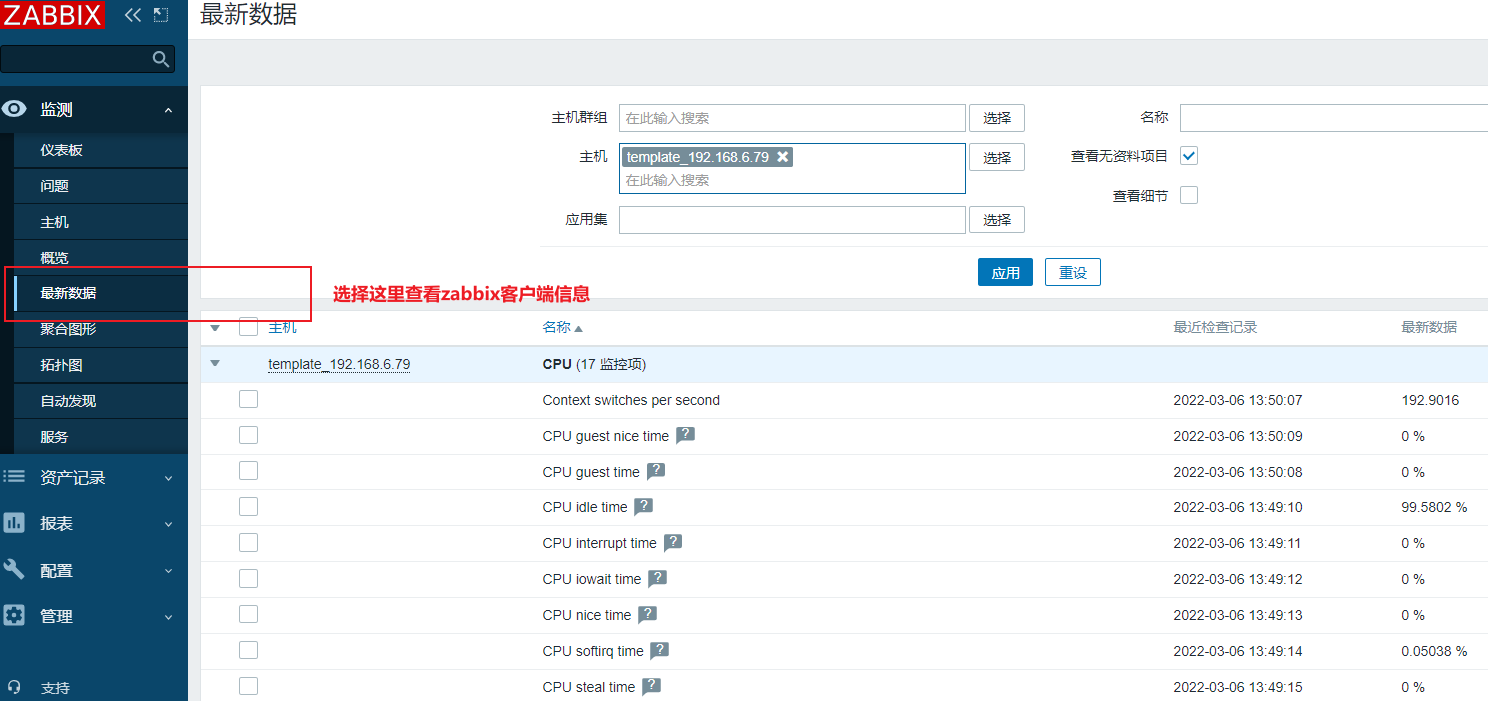 ZABBIX
最新数据
监测
仪表板
问题
主机
概览
最新数据
聚合图形
拓扑图
自动发现
服务
资产记录
报表
配置
管理
支持
主机群组 在此输入搜索 选择 名称
主机 template_192.168.6.79 选择 查看无资料项目
在此输入搜索
查看细节
应用集 选择
应用 重设
选择这里查看zabbix客户端信息
主机 名称 最近检查记录 最新数据
template_192.168.6.79 CPU (17 监控项)
Context switches per second 2022-03-06 13:50:07 192.9016
CPU guest nice time ? 2022-03-06 13:50:09 0 %
CPU guest time ? 2022-03-06 13:50:08 0 %
CPU idle time ? 2022-03-06 13:49:10 99.5802 %
CPU interrupt time ? 2022-03-06 13:49:11 0 %
CPU iowait time ? 2022-03-06 13:49:12 0 %
CPU nice time ? 2022-03-06 13:49:13 0 %
CPU softirq time ? 2022-03-06 13:49:14 0.05038 %
CPU steal time ? 2022-03-06 13:49:15 0 %